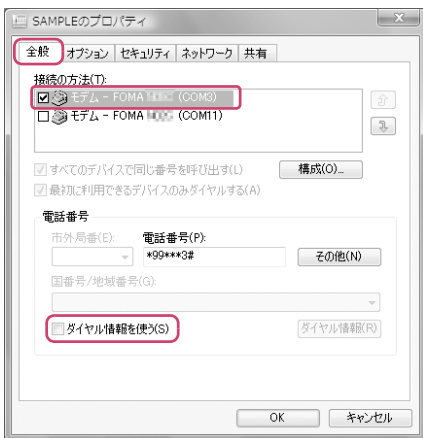 SAMPLEのプロパティ
全般 オプション セキュリティ ネットワーク 共有
接続の方法(T):
モデム - FOMA (COM3)
モデム - FOMA (COM11)
すべてのデバイスで同じ番号を呼び出す(L)
構成(O)...
最初に利用できるデバイスのみダイヤルする(A)
電話番号
市外局番(E): 電話番号(P):
*99***3#
その他(N)
国番号/地域番号(G):
ダイヤル情報を使う(S)
ダイヤル情報(R)
OK キャンセル